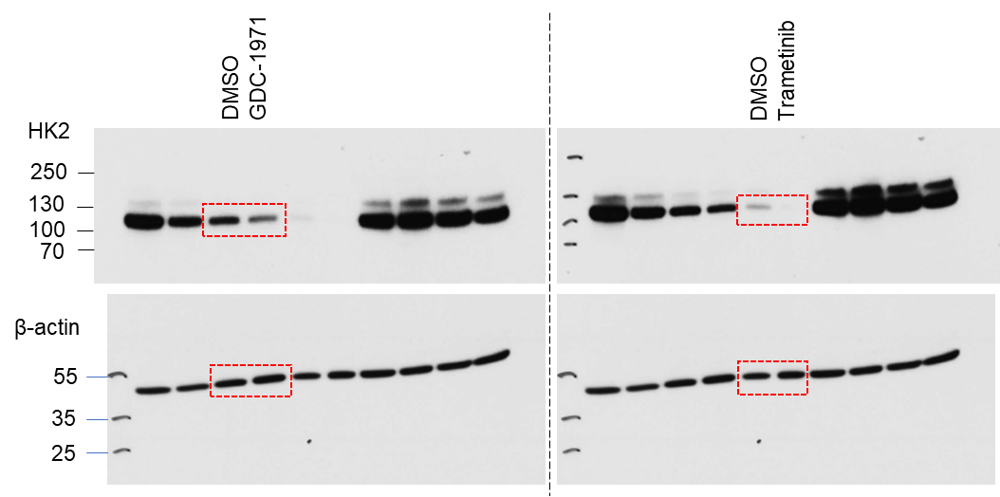 DMSO
GDC-1971
DMSO
Trametinib
HK2
250
130
100
70
β-actin
55
35
25